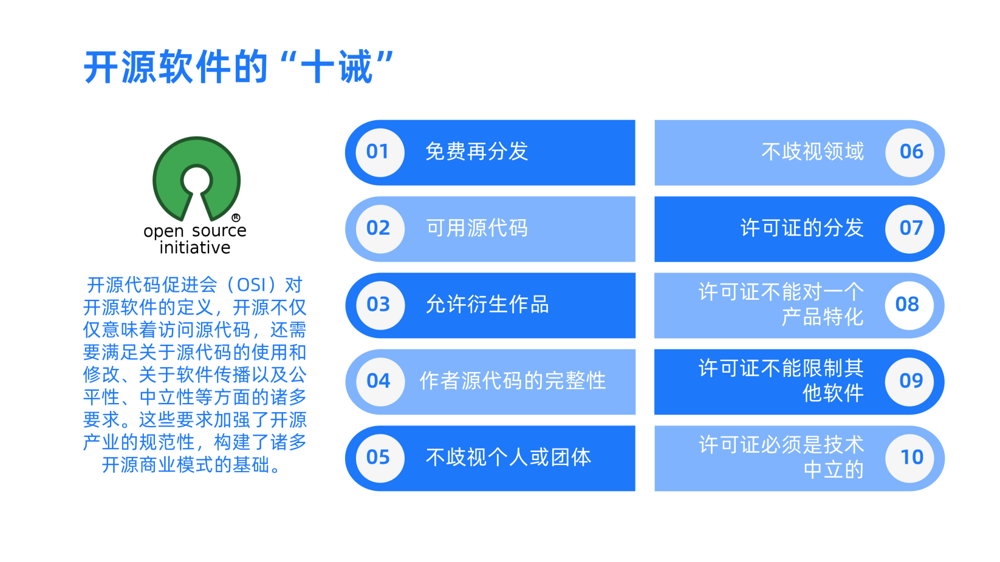 开源软件的“十诫”
®
open source
initiative
开源代码促进会（OSI）对
开源软件的定义，开源不仅
仅意味着访问源代码，还需
要满足关于源代码的使用和
修改、关于软件传播以及公
平性、中立性等方面的诸多
要求。这些要求加强了开源
产业的规范性，构建了诸多
开源商业模式的基础。
01 免费再分发
02 可用源代码
03 允许衍生作品
04 作者源代码的完整性
05 不歧视个人或团体
不歧视领域 06
许可证的分发 07
许可证不能对一个
产品特化
08
许可证不能限制其
他软件
09
许可证必须是技术
中立的
10